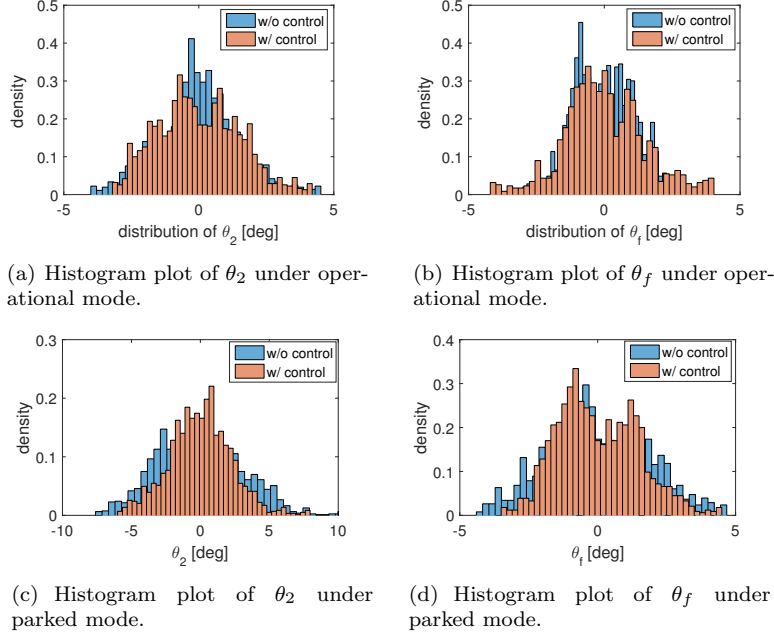 0.5
0.4
0.3
0.2
0.1
0
density
w/o control
w/ control
-5 0 5
distribution of θ₂ [deg]
(a) Histogram plot of θ₂ under oper-
ational mode.
0.5
0.4
0.3
0.2
0.1
0
density
w/o control
w/ control
-5 0 5
distribution of θ_f [deg]
(b) Histogram plot of θ_f under oper-
ational mode.
0.3
0.2
0.1
0
density
w/o control
w/ control
-10 -5 0 5 10
θ₂ [deg]
(c) Histogram plot of θ₂ under
parked mode.
0.4
0.3
0.2
0.1
0
density
w/o control
w/ control
-5 0 5
θ_f [deg]
(d) Histogram plot of θ_f under
parked mode.